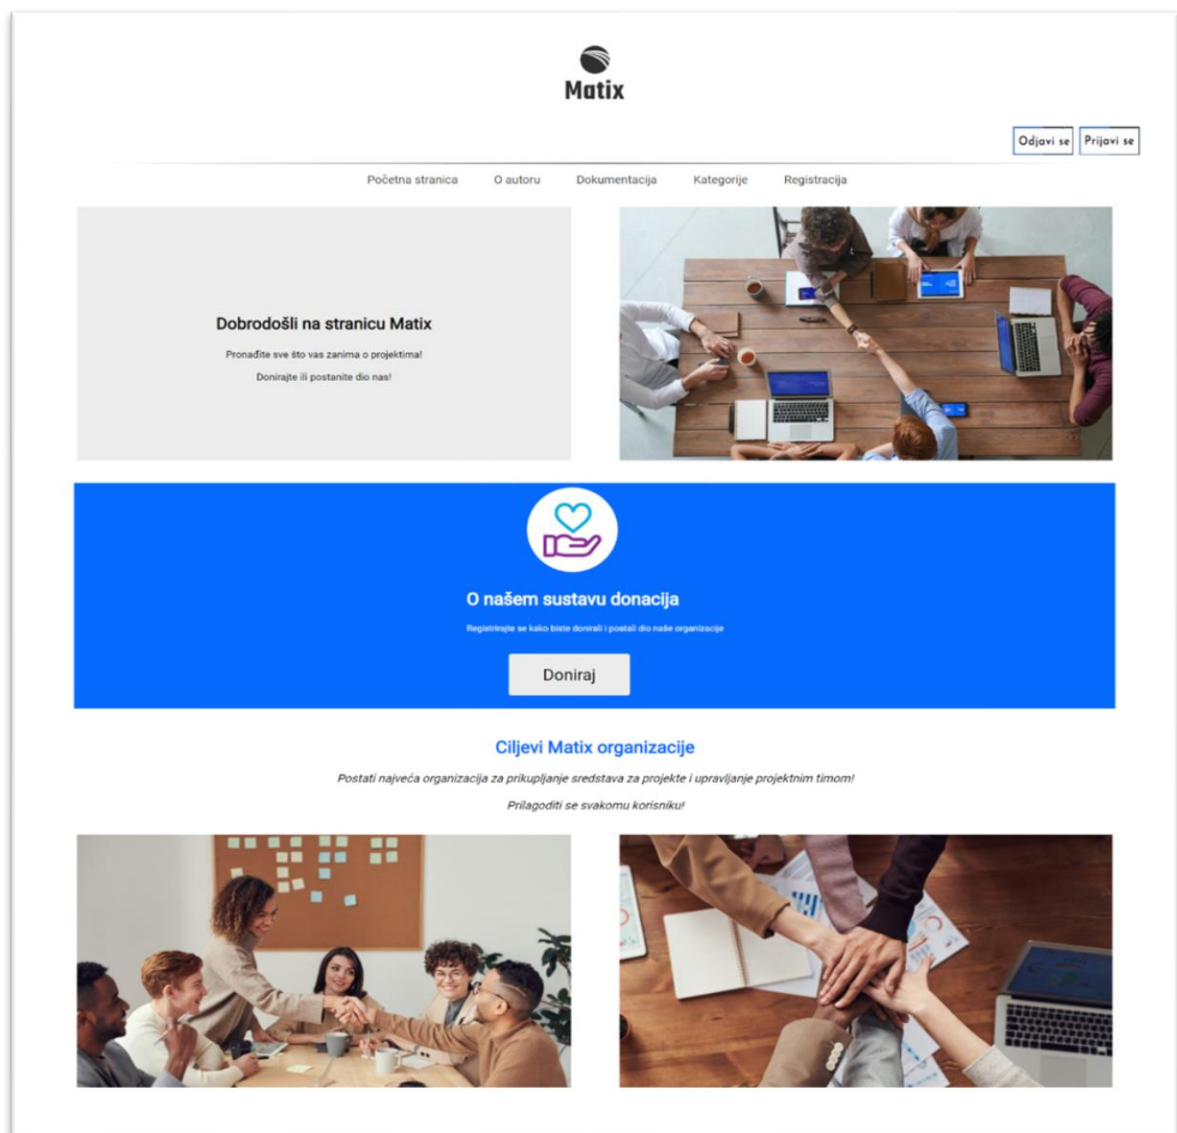 Matix
Odjavi se Prijavi se
Početna stranica O autoru Dokumentacija Kategorije Registracija
Dobrodošli na stranicu Matix
Pronađite sve što vas zanima o projektima!
Donirajte ili postanite dio nas!
O našem sustavu donacija
Registrirajte se kako biste donirali i postali dio naše organizacije
Doniraj
Ciljevi Matix organizacije
Postati najveća organizacija za prikupljanje sredstava za projekte i upravljanje projektnim timom!
Prilagoditi se svakomu korisniku!